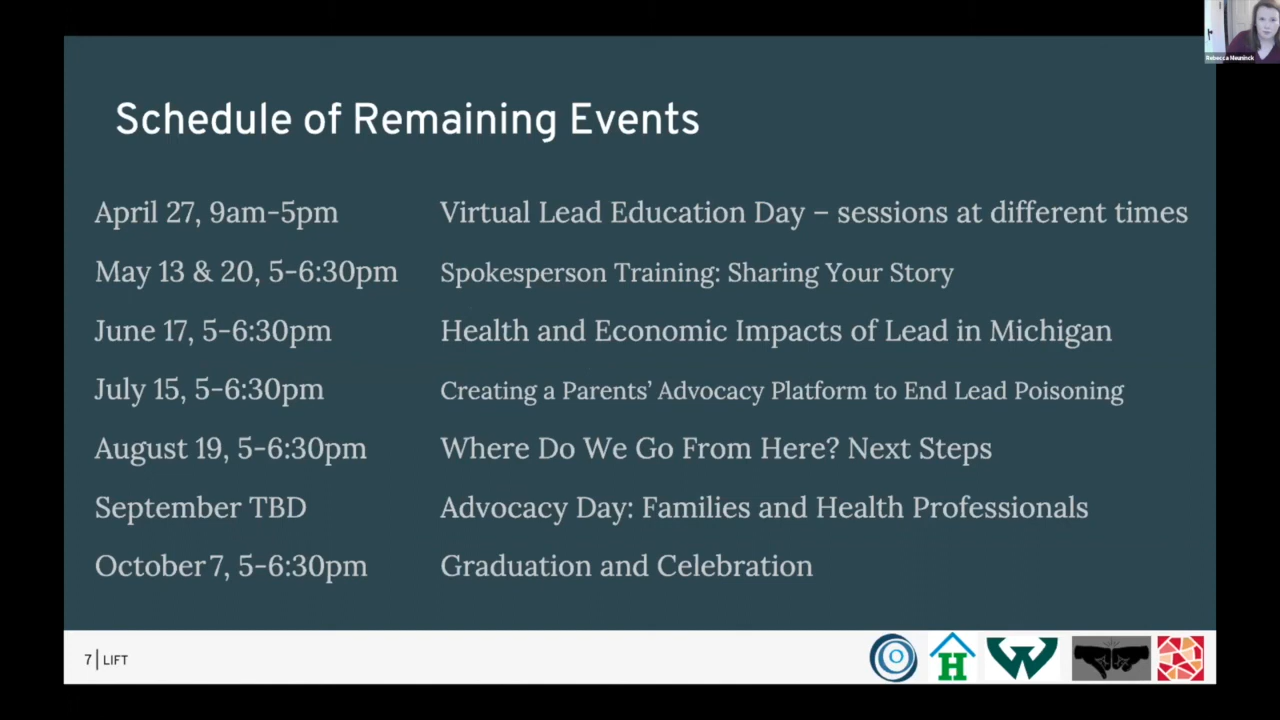 Rebecca Meuninck
Schedule of Remaining Events
April 27, 9am-5pm Virtual Lead Education Day – sessions at different times
May 13 & 20, 5-6:30pm Spokesperson Training: Sharing Your Story
June 17, 5-6:30pm Health and Economic Impacts of Lead in Michigan
July 15, 5-6:30pm Creating a Parents’ Advocacy Platform to End Lead Poisoning
August 19, 5-6:30pm Where Do We Go From Here? Next Steps
September TBD Advocacy Day: Families and Health Professionals
October 7, 5-6:30pm Graduation and Celebration
7 | LIFT